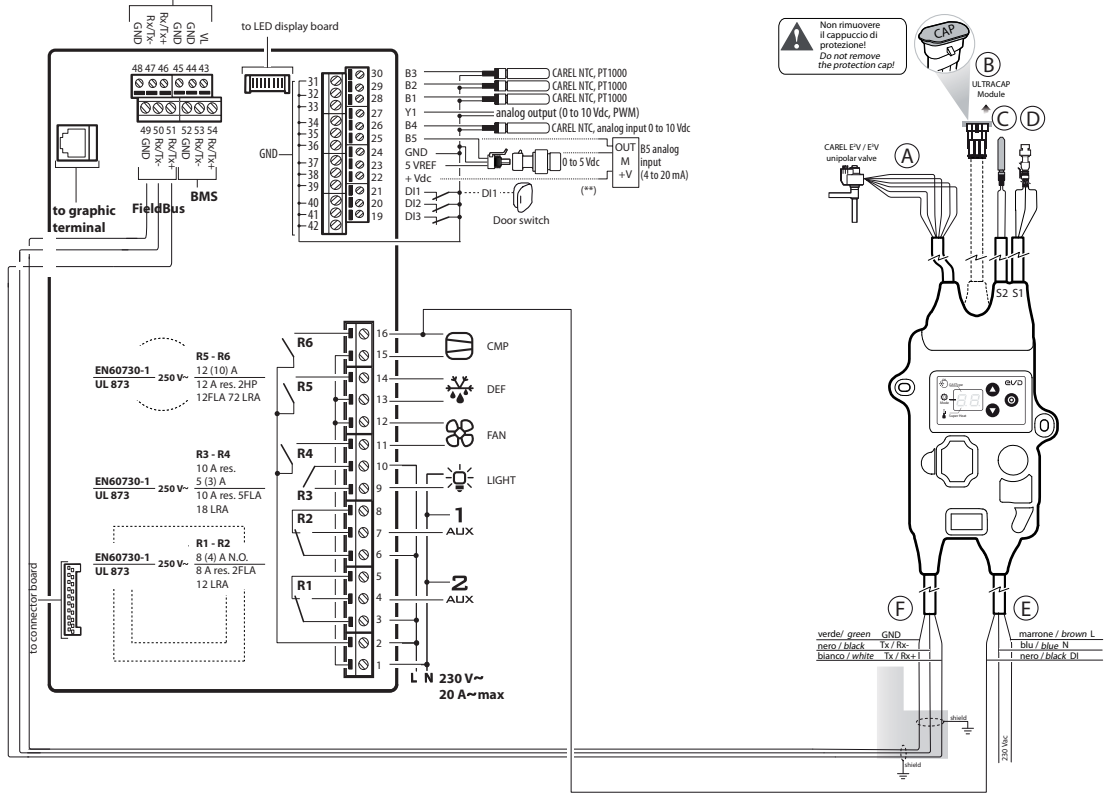 GND
Rx/Tx-
Rx/Tx+
GND
GND
VL
48 47 46 45 44 43
49 50 51 52 53 54
GND
Rx/Tx-
Rx/Tx+
GND
Rx/Tx-
Rx/Tx+
FieldBus
BMS
to graphic
terminal
to LED display board
GND
31
32
33
34
35
36
37
38
39
40
41
42
30
29
28
27
26
25
24
23
22
21
20
19
B3 CAREL NTC, PT1000
B2 CAREL NTC, PT1000
B1 CAREL NTC, PT1000
Y1 analog output (0 to 10 Vdc, PWM)
B4 CAREL NTC, analog input 0 to 10 Vdc
B5
GND
5 VREF 0 to 5 Vdc
+ Vdc
OUT
M
+V
B5 analog
input
(4 to 20 mA)
(**)
DI1 DI1
DI2
DI3
Door switch
EN60730-1
UL 873
250 V~
R5 - R6
12 (10) A
12 A res. 2HP
12FLA 72 LRA
EN60730-1
UL 873
250 V~
R3 - R4
10 A res.
5 (3) A
10 A res. 5FLA
18 LRA
EN60730-1
UL 873
250 V~
R1 - R2
8 (4) A N.O.
8 A res. 2FLA
12 LRA
to connector board
R6
R5
R4
R3
R2
R1
16
15
14
13
12
11
10
9
8
7
6
5
4
3
2
1
CMP
DEF
FAN
LIGHT
1
AUX
2
AUX
L N 230 V~
20 A~max
Non rimuovere
il cappuccio di
protezione!
Do not remove
the protection cap!
CAP
B
ULTRACAP
Module
C D
CAREL E²V / E³V
unipolar valve
A
S2 S1
evd
88
Mode
Super Heat
F
E
verde/ green GND
nero / black Tx / Rx-
bianco / white Tx / Rx+
marrone / brown L
blu / blue N
nero / black DI
shield
shield
230 Vac